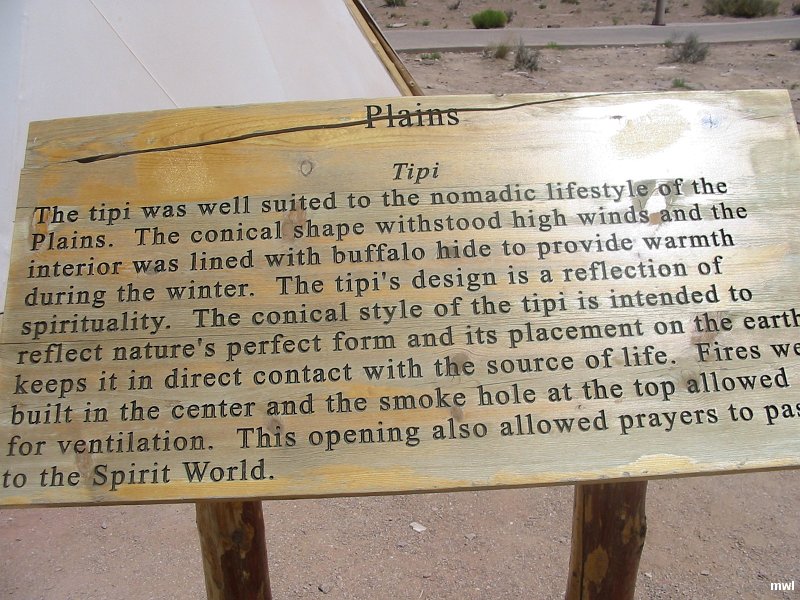 Plains
Tipi
The tipi was well suited to the nomadic lifestyle of the
Plains.  The conical shape withstood high winds and the
interior was lined with buffalo hide to provide warmth
during the winter.  The tipi's design is a reflection of
spirituality.  The conical style of the tipi is intended to
reflect nature's perfect form and its placement on the earth
keeps it in direct contact with the source of life.  Fires we
built in the center and the smoke hole at the top allowed
for ventilation.  This opening also allowed prayers to pas
to the Spirit World.
mwl